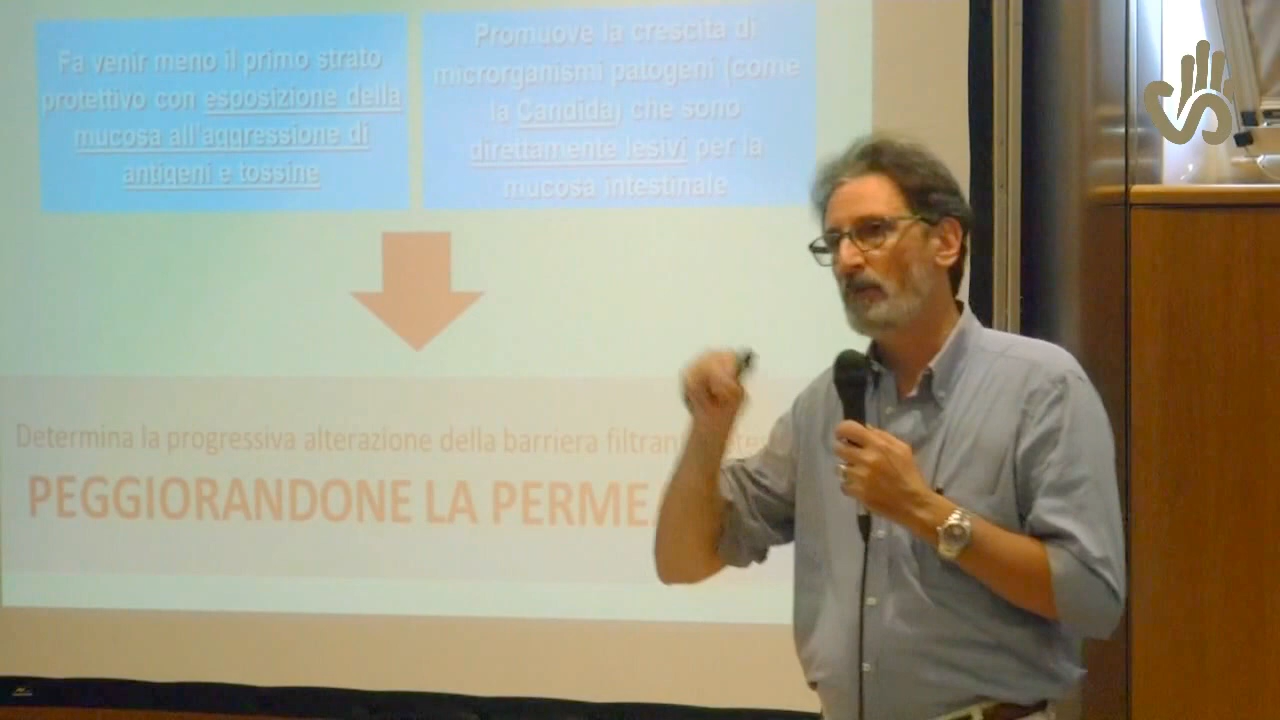 Fa venir meno il primo strato
protettivo con esposizione della
mucosa all'aggressione di
antigeni e tossine
Promuove la crescita di
microrganismi patogeni (come
la Candida) che sono
direttamente lesivi per la
mucosa intestinale
Determina la progressiva alterazione della barriera
PEGGIORANDONE LA